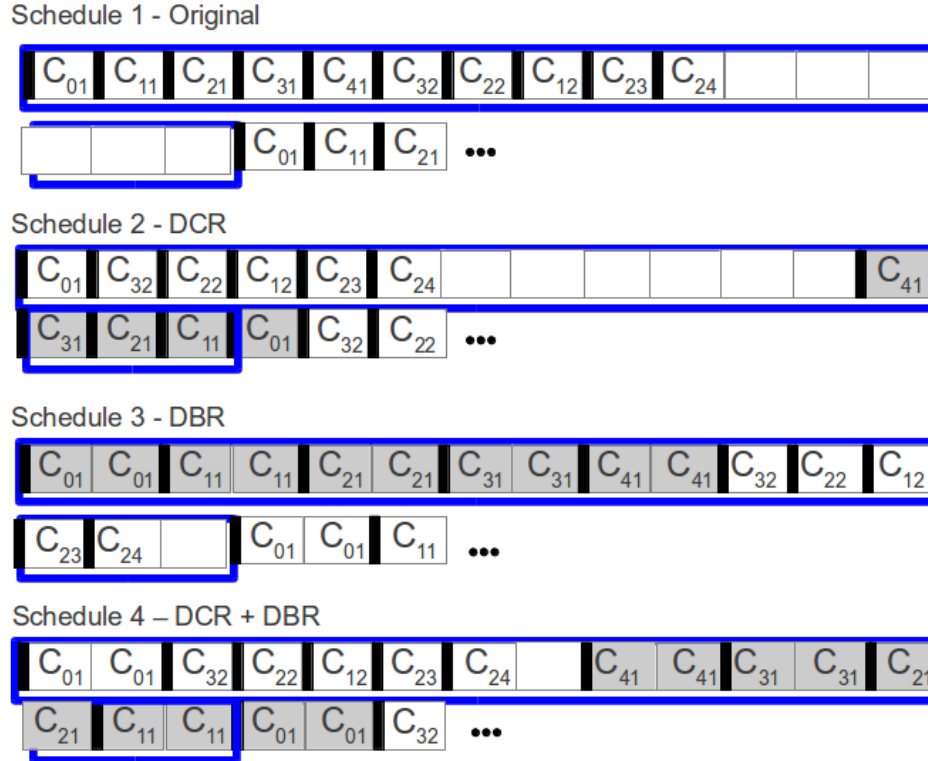 Schedule 1 - Original
C01 C11 C21 C31 C41 C32 C22 C12 C23 C24
C01 C11 C21 •••
Schedule 2 - DCR
C01 C32 C22 C12 C23 C24 C41
C31 C21 C11 C01 C32 C22 •••
Schedule 3 - DBR
C01 C01 C11 C11 C21 C21 C31 C31 C41 C41 C32 C22 C12
C23 C24 C01 C01 C11 •••
Schedule 4 – DCR + DBR
C01 C01 C32 C22 C12 C23 C24 C41 C41 C31 C31 C21
C21 C11 C11 C01 C01 C32 •••